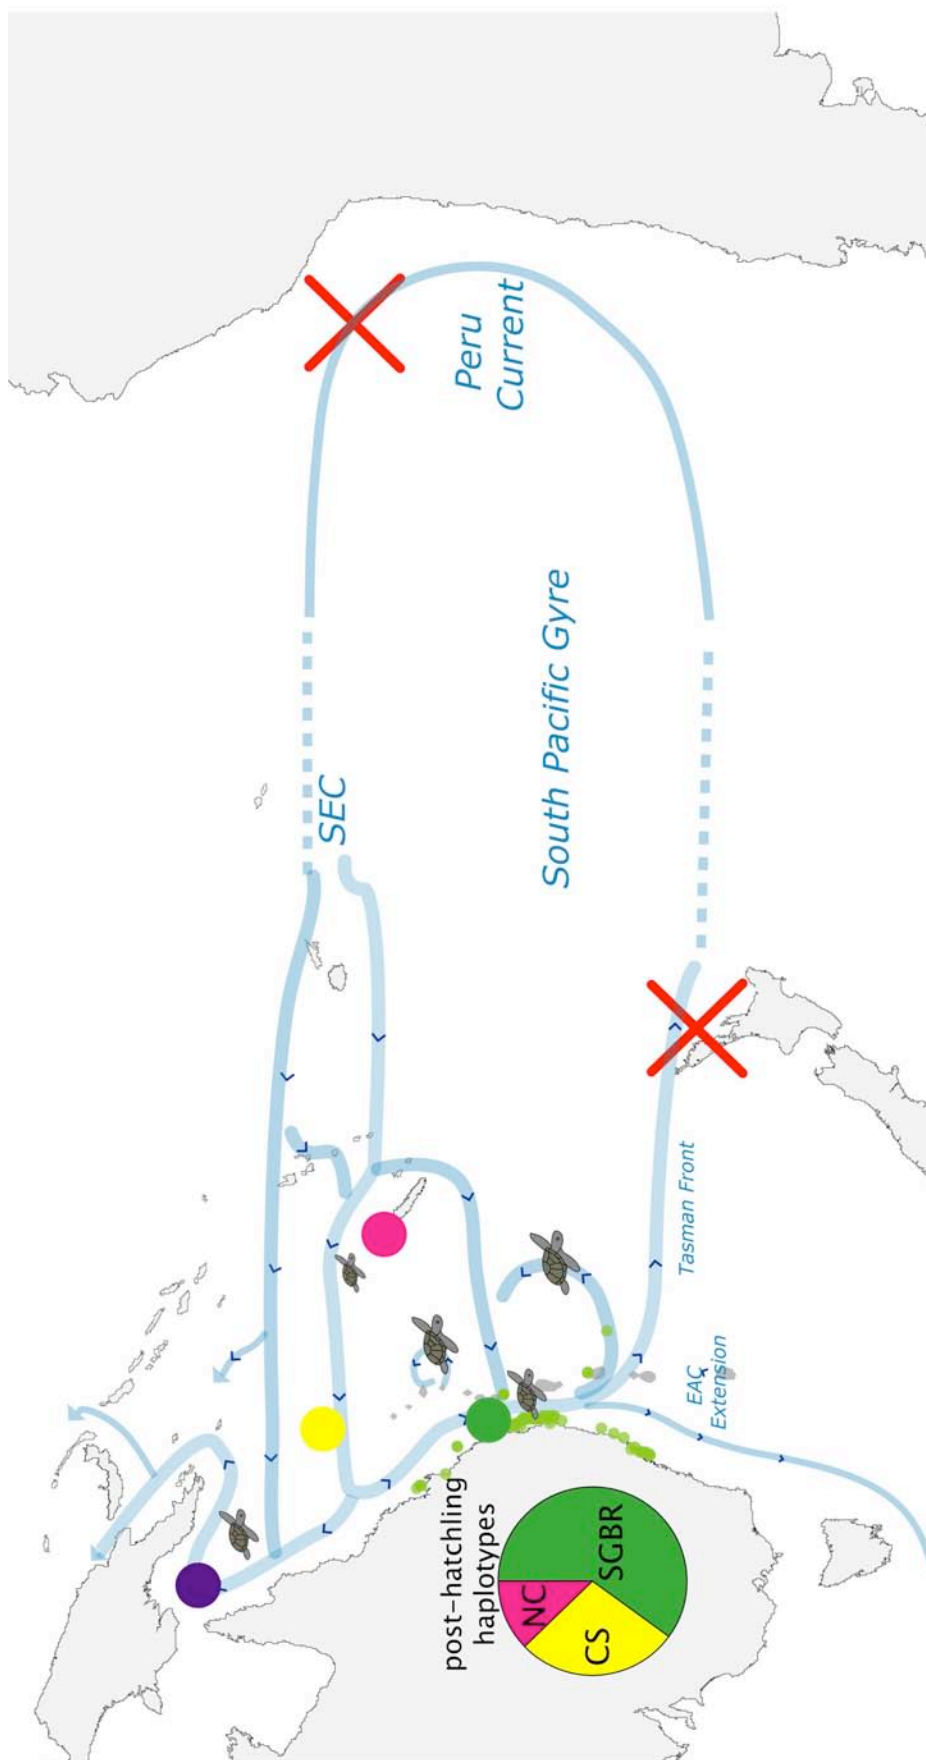 post-hatchling
haplotypes
NC
CS
SGBR
EAC
Extension
Tasman Front
SEC
South Pacific Gyre
Peru
Current